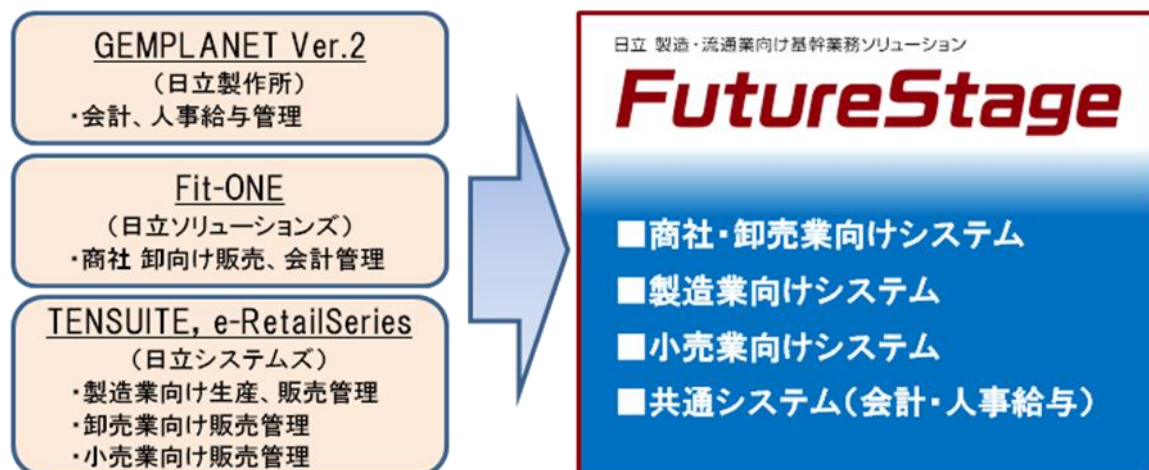 GEMPLANET Ver.2
（日立製作所）
・会計、人事給与管理
Fit-ONE
（日立ソリューションズ）
・商社 卸向け販売、会計管理
TENSUITE, e-RetailSeries
（日立システムズ）
・製造業向け生産、販売管理
・卸売業向け販売管理
・小売業向け販売管理
日立 製造・流通業向け基幹業務ソリューション
FutureStage
■商社・卸売業向けシステム
■製造業向けシステム
■小売業向けシステム
■共通システム（会計・人事給与）